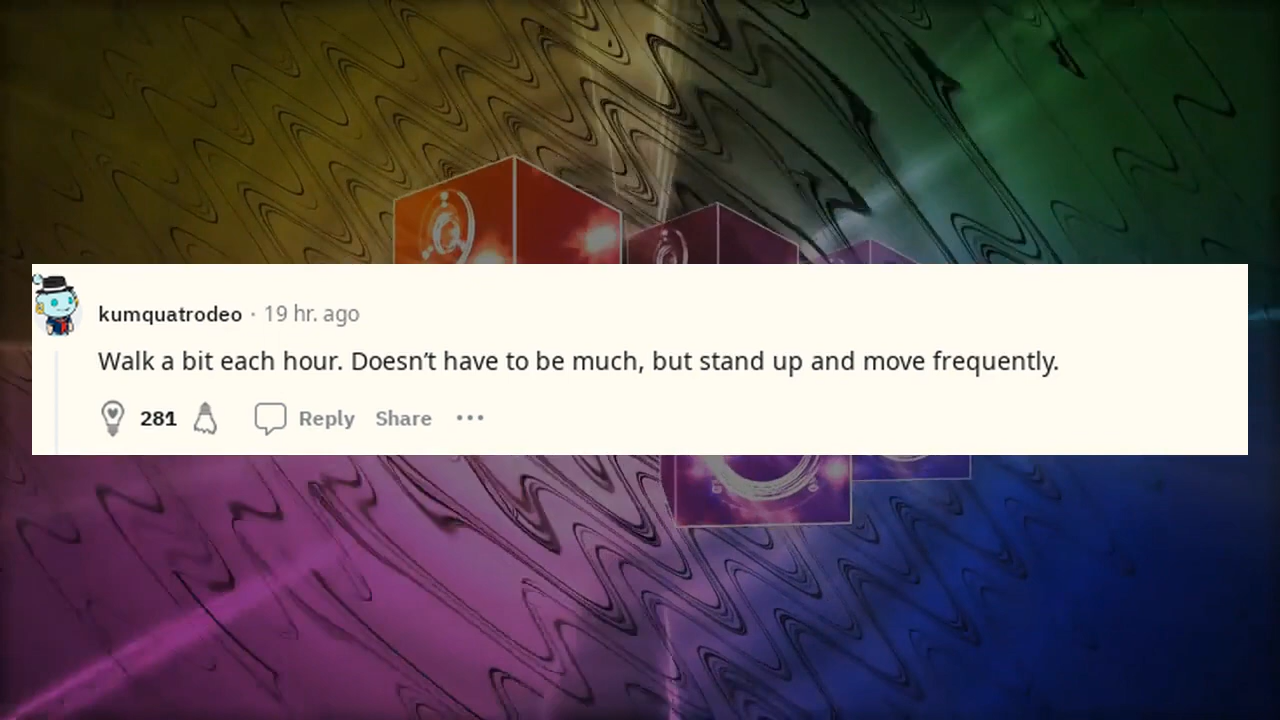 kumquatrodeo · 19 hr. ago
Walk a bit each hour. Doesn't have to be much, but stand up and move frequently.
281 Reply Share ···